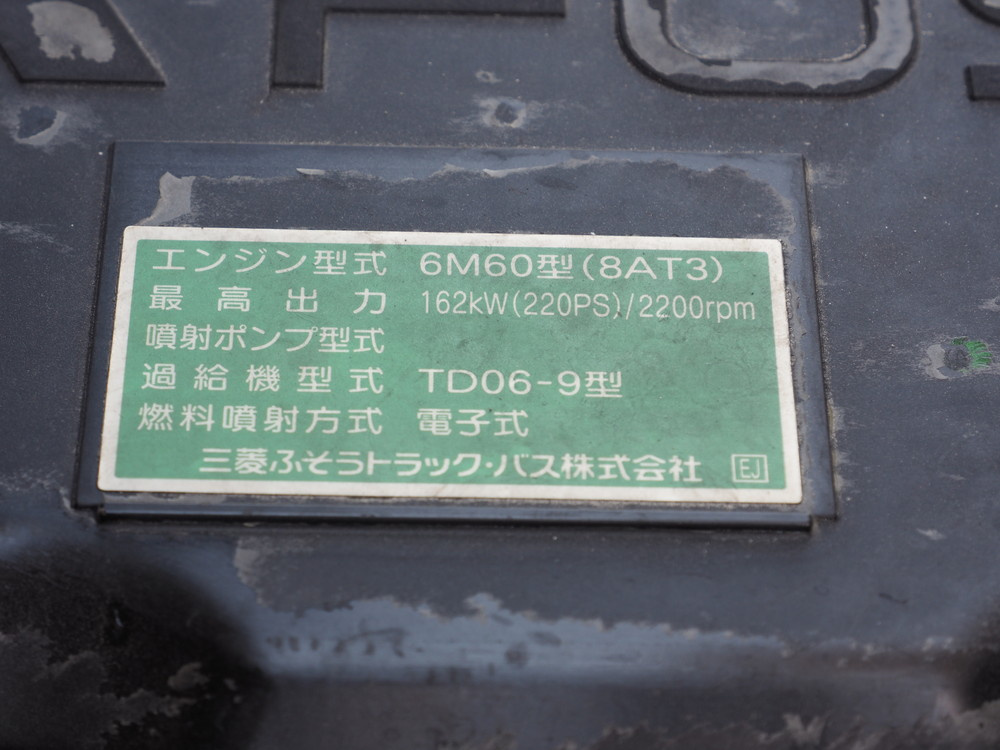 エンジン型式 6M60型(8AT3)
最高出力 162kW(220PS)/2200rpm
噴射ポンプ型式
過給機型式 TD06-9型
燃料噴射方式 電子式
三菱ふそうトラック・バス株式会社 EJ